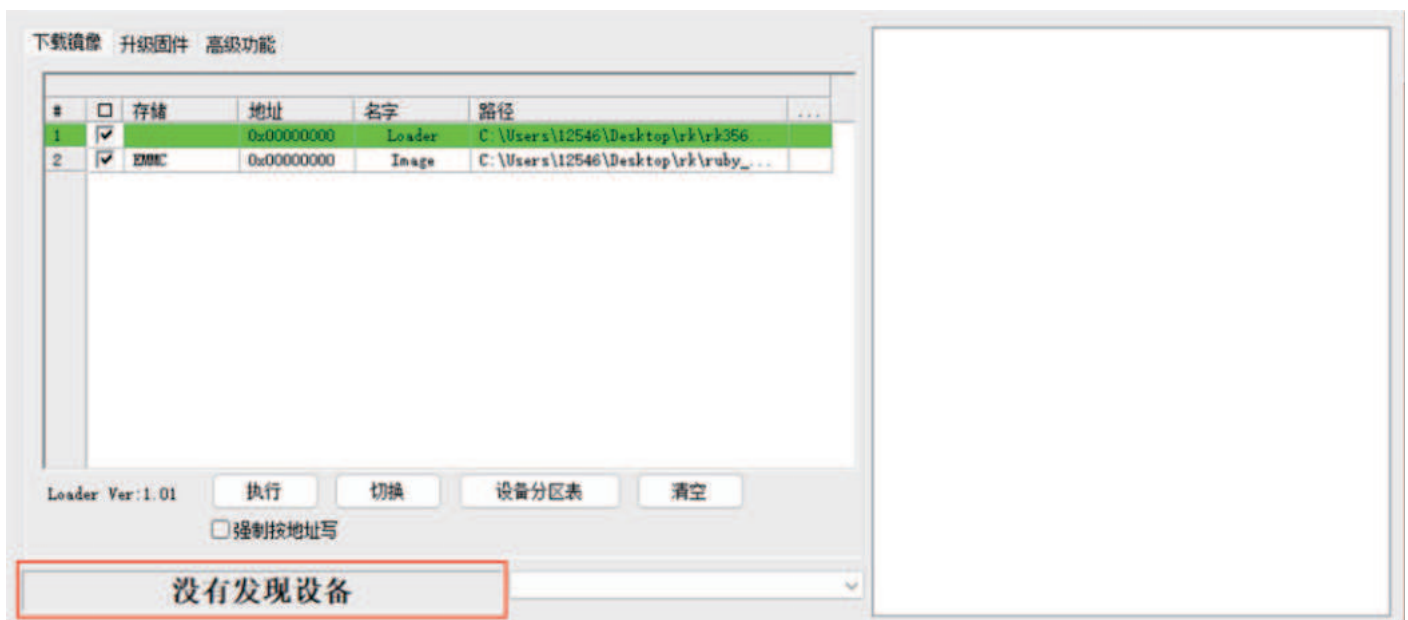 下载镜像 升级固件 高级功能
# 存储 地址 名字 路径 ...
1 0x00000000 Loader C:\Users\12546\Desktop\rk\rk356...
2 EMMC 0x00000000 Image C:\Users\12546\Desktop\rk\ruby_...
Loader Ver:1.01 执行 切换 设备分区表 清空
强制按地址写
没有发现设备